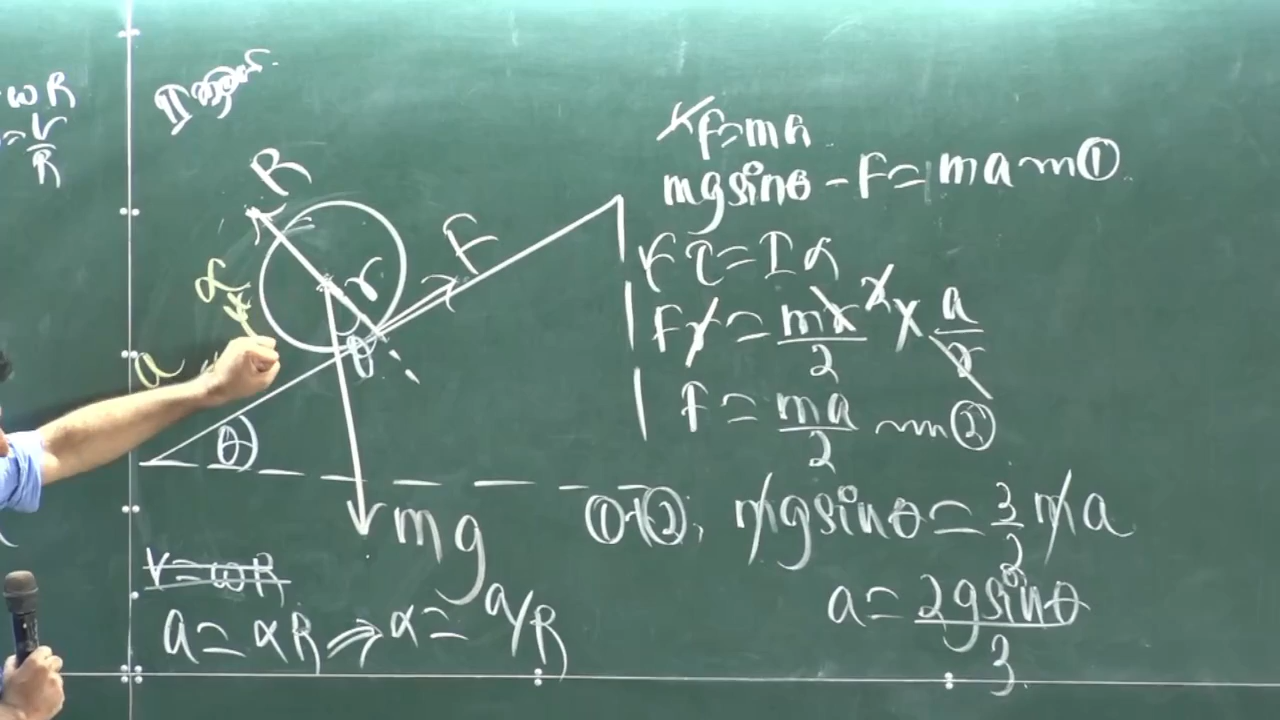 ωR
= V/R
R
r
F
α
a
θ
θ
mg
V=ωR
a = αR ⇒ α = a/R
F=ma
mgsinθ - F = ma ①
τ = Iα
Fr = mr²/2 × a/r
F = ma/2 ②
①+②, mgsinθ = 3/2 ma
a = 2gsinθ/3